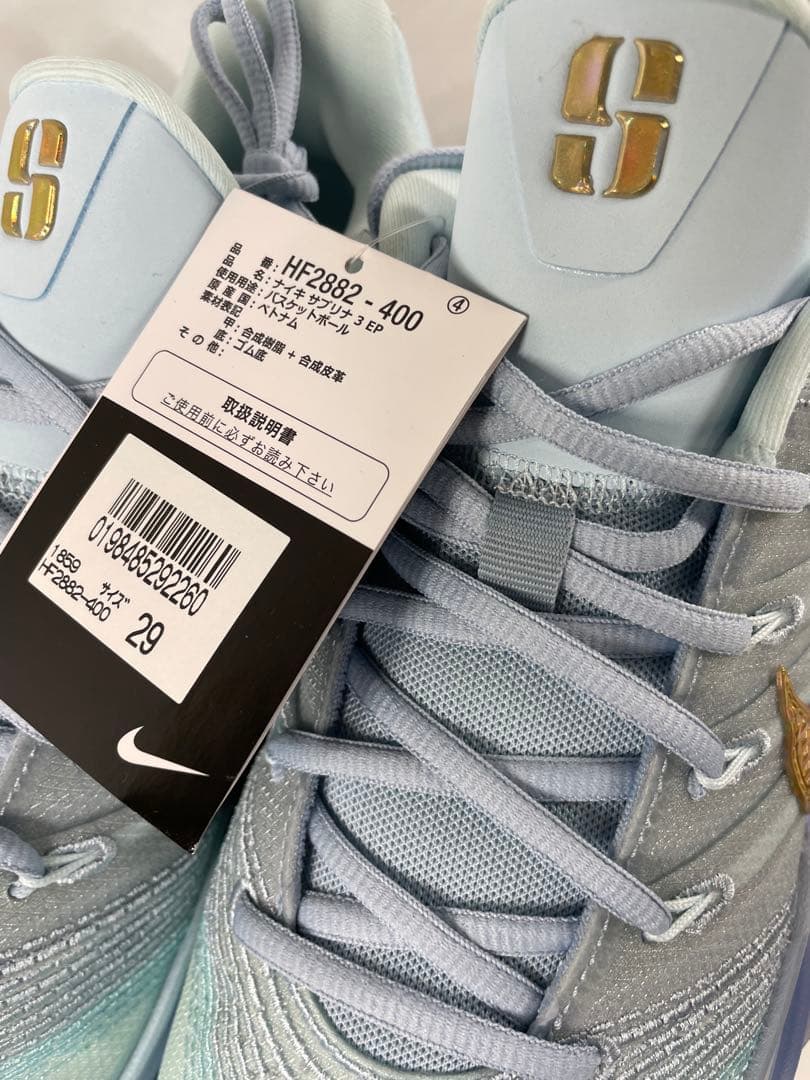 S
S
品番: HF2882-400 ④
品名: ナイキ サブリナ 3 EP
使用用途: バスケットボール
原産国: ベトナム
素材表記
甲: 合成樹脂 + 合成皮革
底: ゴム底
その他:
取扱説明書
ご使用前に必ずお読み下さい
0198485292260
1859 サイズ
HF2882-400 29